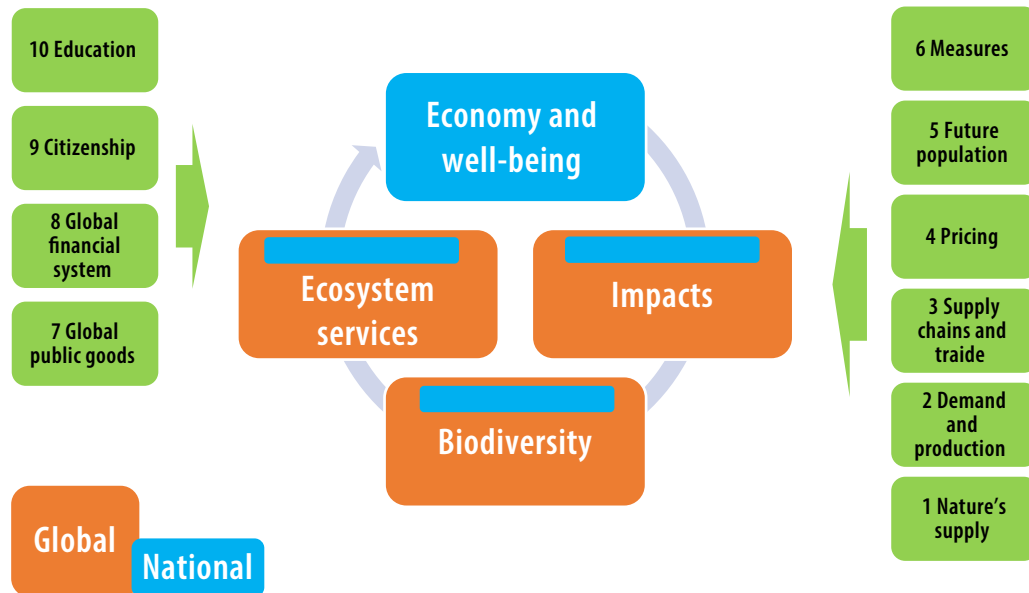 10 Education
9 Citizenship
8 Global
financial
system
7 Global
public goods
Economy and
well-being
Ecosystem
services
Impacts
Biodiversity
6 Measures
5 Future
population
4 Pricing
3 Supply
chains and
traide
2 Demand
and
production
1 Nature's
supply
Global
National